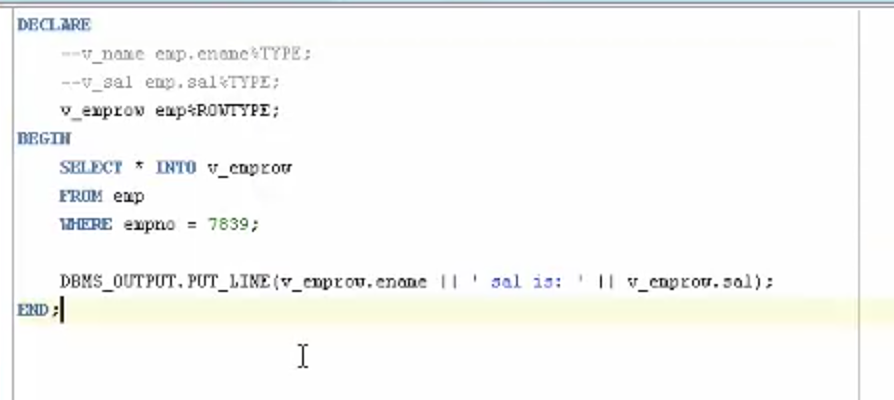 DECLARE
--v_name emp.ename%TYPE;
--v_sal emp.sal%TYPE;
v_emprow emp%ROWTYPE;
BEGIN
SELECT * INTO v_emprow
FROM emp
WHERE empno = 7839;
DBMS_OUTPUT.PUT_LINE(v_emprow.ename || ' sal is: ' || v_emprow.sal);
END;